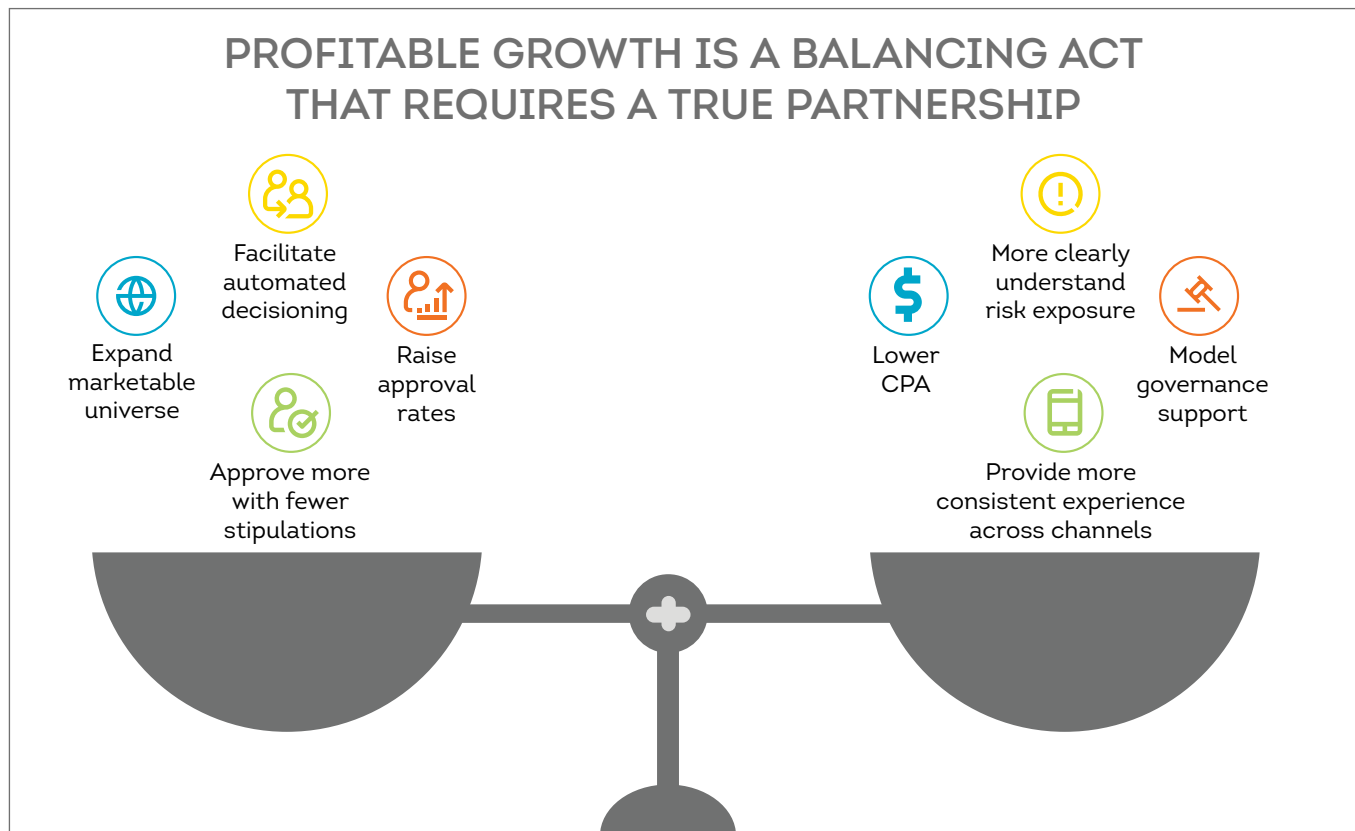 PROFITABLE GROWTH IS A BALANCING ACT
THAT REQUIRES A TRUE PARTNERSHIP
Facilitate
automated
decisioning
Expand
marketable
universe
Raise
approval
rates
Approve more
with fewer
stipulations
More clearly
understand
risk exposure
Lower
CPA
Model
governance
support
Provide more
consistent experience
across channels